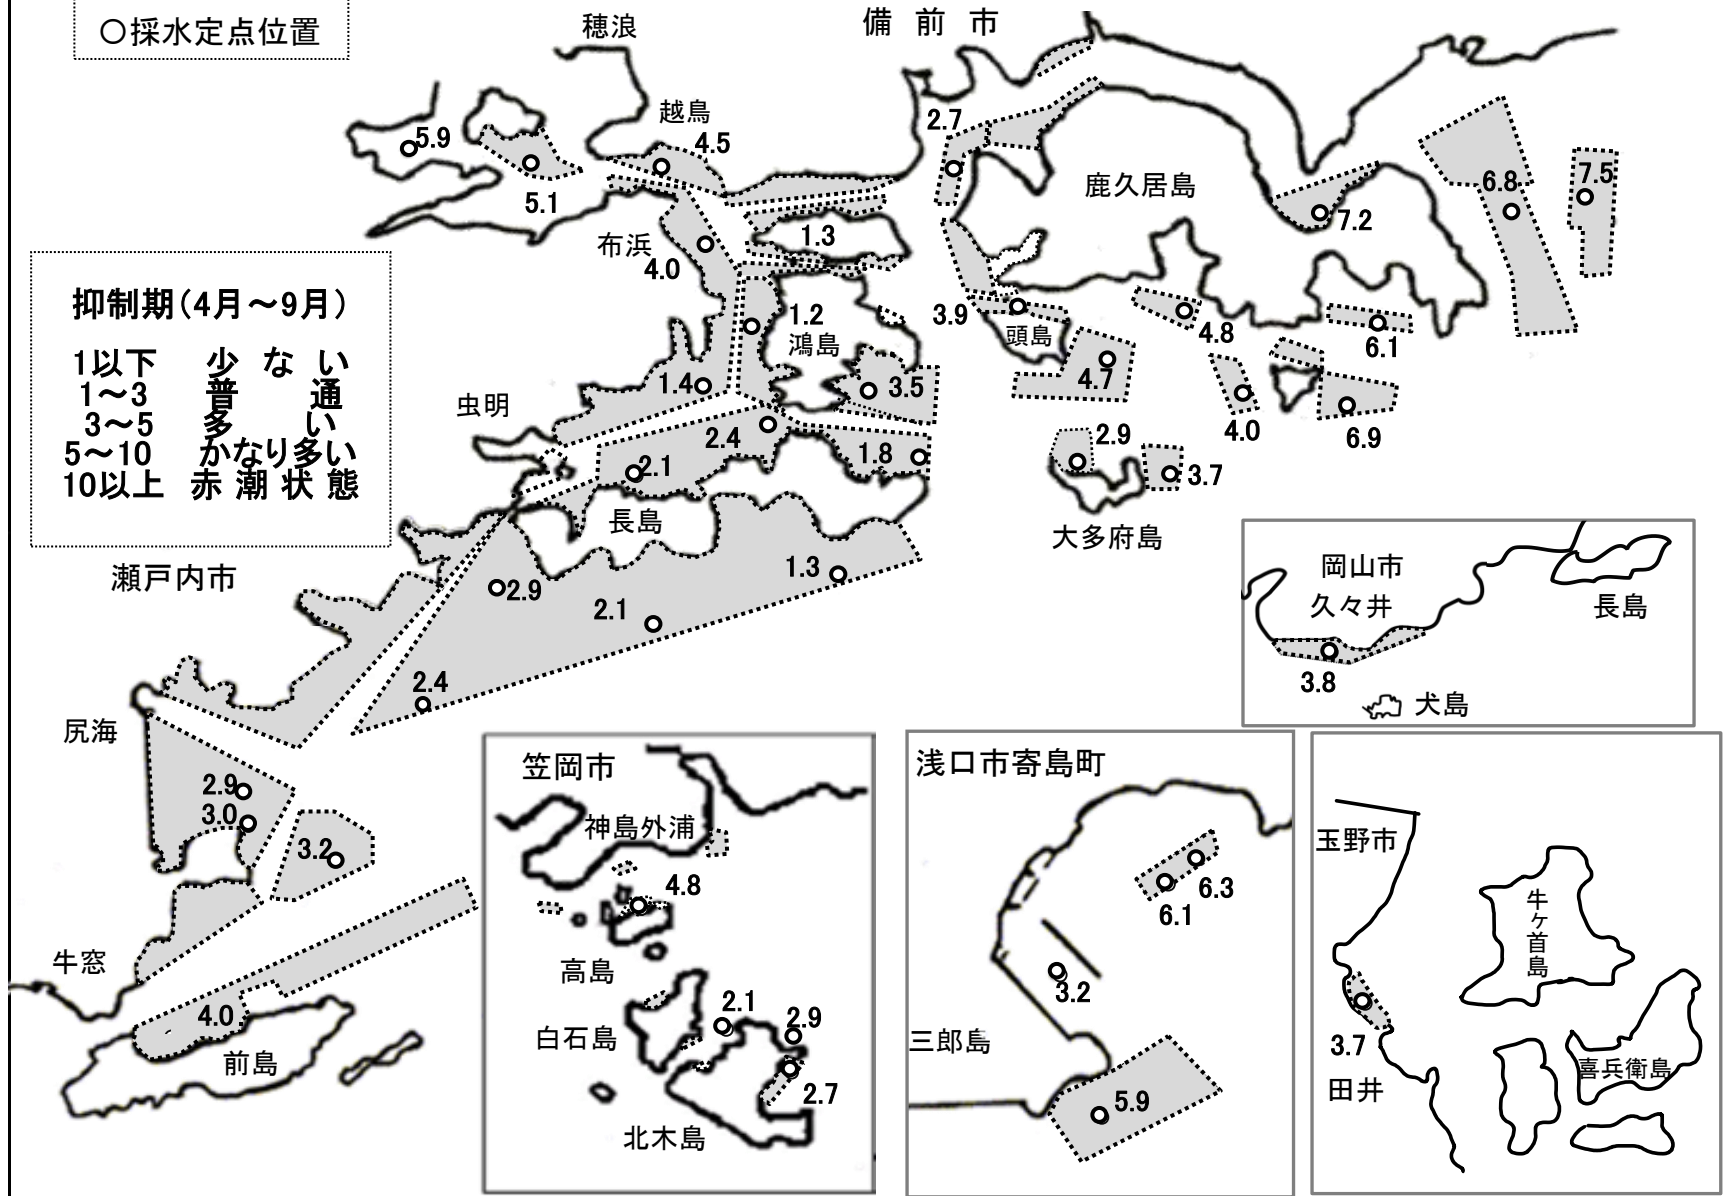 〇採水定点位置
穂浪
備前市
越島
5.9
4.5
2.7
5.1
鹿久居島
6.8
7.5
7.2
布浜
1.3
4.0
抑制期(4月～9月)
1以下 少ない
1～3 普通
3～5 多い
5～10 かなり多い
10以上 赤潮状態
1.2
鴻島
3.9
頭島
4.8
6.1
4.7
1.4
3.5
虫明
2.4
4.0
6.9
2.1
1.8
2.9
3.7
長島
大多府島
瀬戸内市
2.9
2.1
1.3
2.4
岡山市
久々井
長島
3.8
犬島
尻海
2.9
3.0
3.2
牛窓
4.0
前島
笠岡市
神島外浦
4.8
高島
2.1
2.9
白石島
2.7
北木島
浅口市寄島町
6.3
6.1
3.2
三郎島
5.9
玉野市
牛ヶ首島
3.7
田井
喜兵衛島